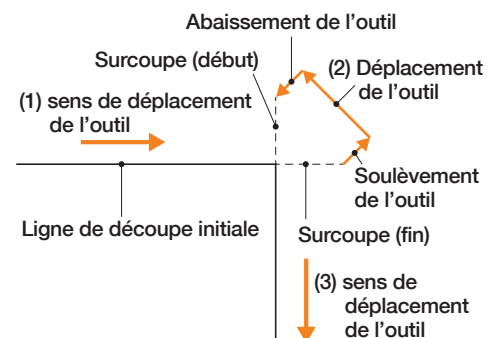 Abaissement de l'outil
Surcoupe (début)
(2) Déplacement
de l'outil
(1) sens de déplacement
de l'outil
Soulèvement
de l'outil
Ligne de découpe initiale
Surcoupe (fin)
(3) sens de
déplacement
de l'outil